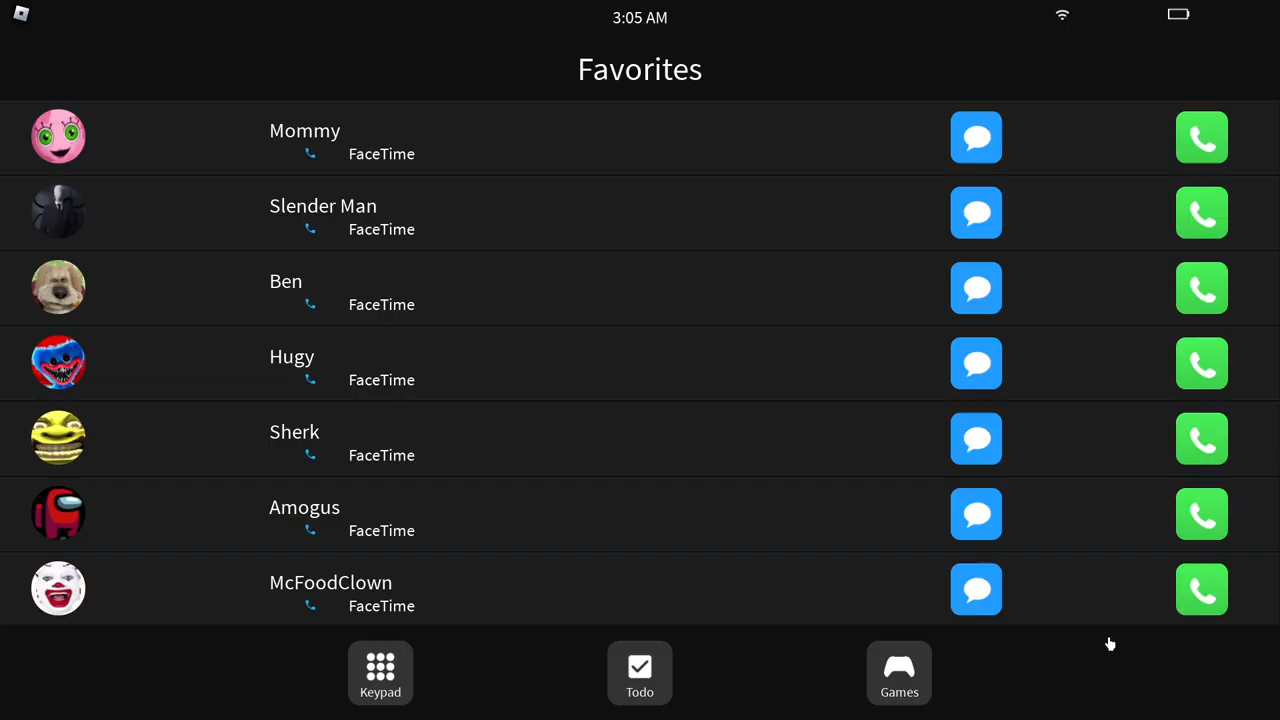 3:05 AM
Favorites
Mommy
FaceTime
Slender Man
FaceTime
Ben
FaceTime
Hugy
FaceTime
Sherk
FaceTime
Amogus
FaceTime
McFoodClown
FaceTime
Keypad
Todo
Games